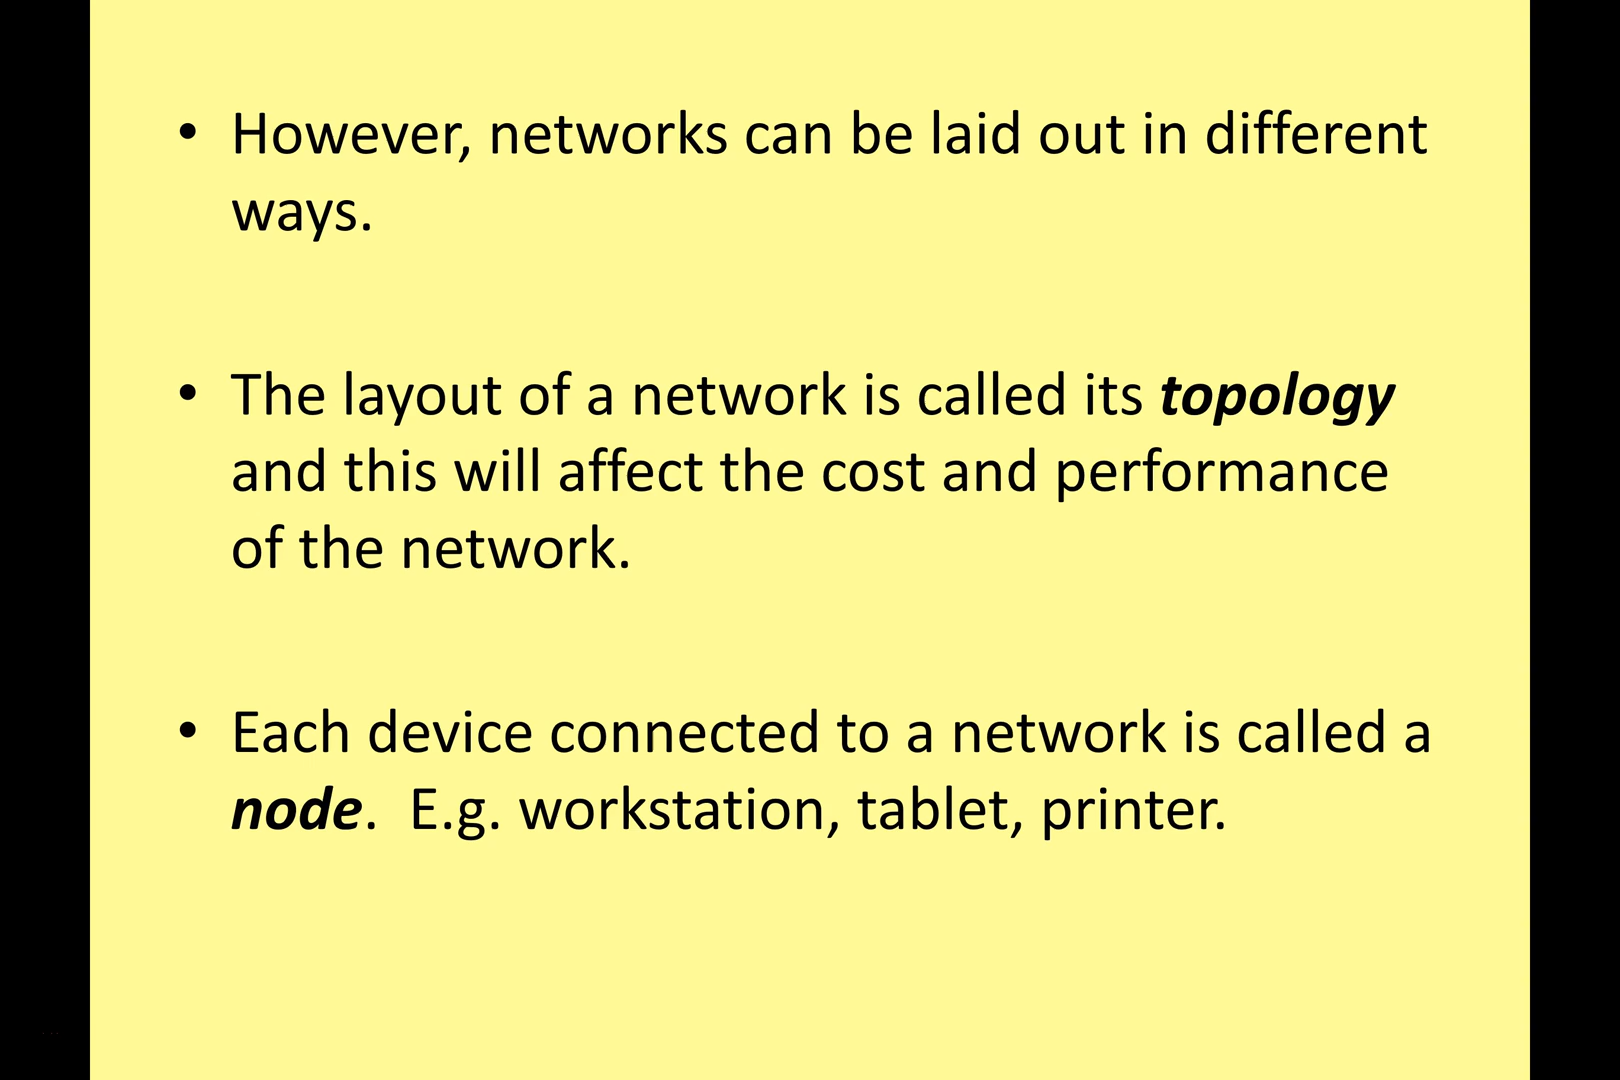 • However, networks can be laid out in different
ways.
• The layout of a network is called its topology
and this will affect the cost and performance
of the network.
• Each device connected to a network is called a
node.  E.g. workstation, tablet, printer.